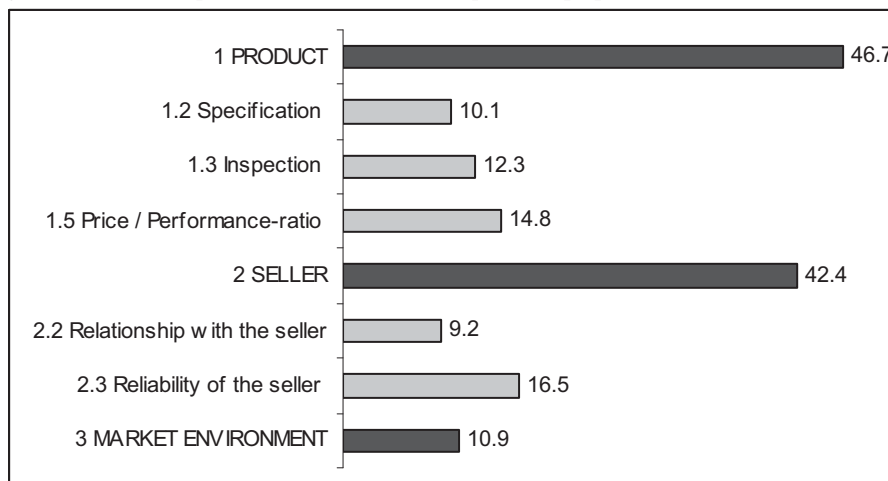 1 PRODUCT 46.7
1.2 Specification 10.1
1.3 Inspection 12.3
1.5 Price / Performance-ratio 14.8
2 SELLER 42.4
2.2 Relationship with the seller 9.2
2.3 Reliability of the seller 16.5
3 MARKET ENVIRONMENT 10.9